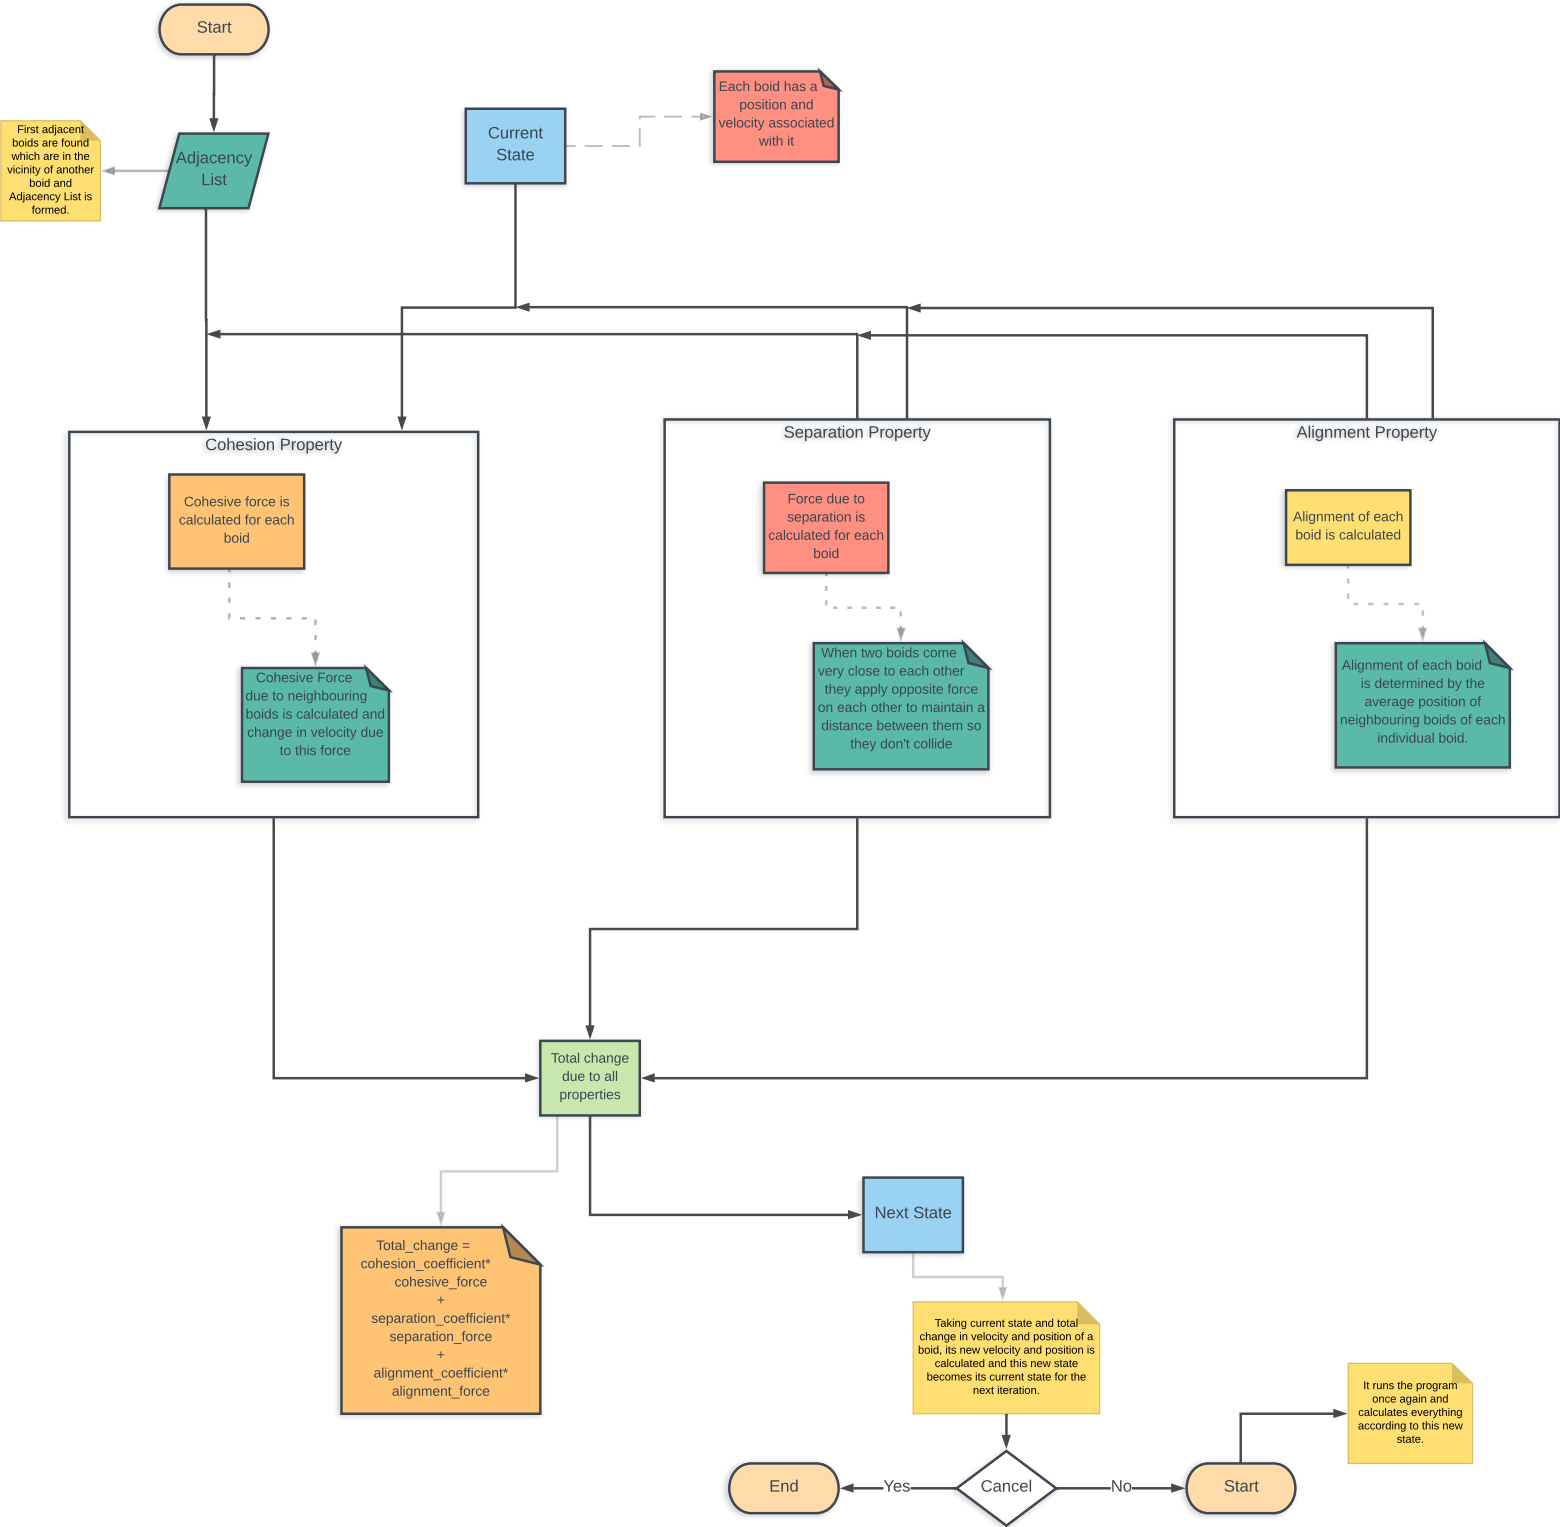 Start
Each boid has a
position and
velocity associated
with it
Current
State
First adjacent
boids are found
which are in the
vicinity of another
boid and
Adjacency List is
formed.
Adjacency
List
Cohesion Property
Cohesive force is
calculated for each
boid
Cohesive Force
due to neighbouring
boids is calculated and
change in velocity due
to this force
Separation Property
Force due to
separation is
calculated for each
boid
When two boids come
very close to each other
they apply opposite force
on each other to maintain a
distance between them so
they don't collide
Alignment Property
Alignment of each
boid is calculated
Alignment of each boid
is determined by the
average position of
neighbouring boids of each
individual boid.
Total change
due to all
properties
Total_change =
cohesion_coefficient*
cohesive_force
+
separation_coefficient*
separation_force
+
alignment_coefficient*
alignment_force
Next State
Taking current state and total
change in velocity and position of a
boid, its new velocity and position is
calculated and this new state
becomes its current state for the
next iteration.
It runs the program
once again and
calculates everything
according to this new
state.
End
Yes
Cancel
No
Start